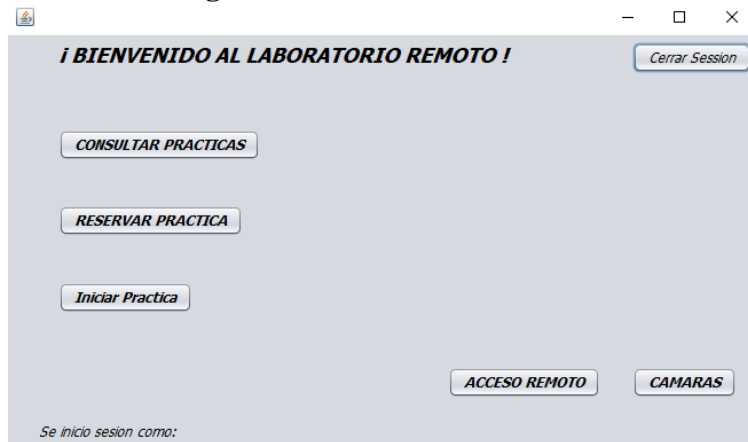 ¡ BIENVENIDO AL LABORATORIO REMOTO !
Cerrar Session
CONSULTAR PRACTICAS
RESERVAR PRACTICA
Iniciar Practica
ACCESO REMOTO
CAMARAS
Se inicio sesion como: